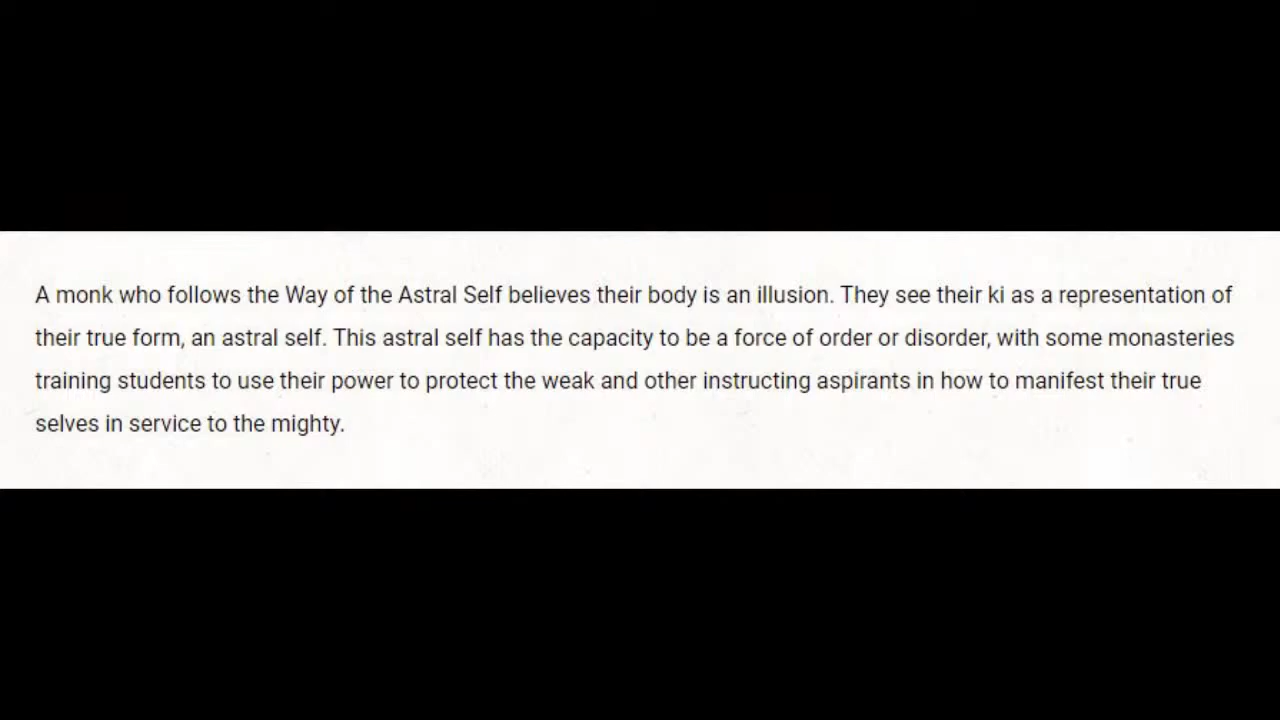 A monk who follows the Way of the Astral Self believes their body is an illusion. They see their ki as a representation of
their true form, an astral self. This astral self has the capacity to be a force of order or disorder, with some monasteries
training students to use their power to protect the weak and other instructing aspirants in how to manifest their true
selves in service to the mighty.